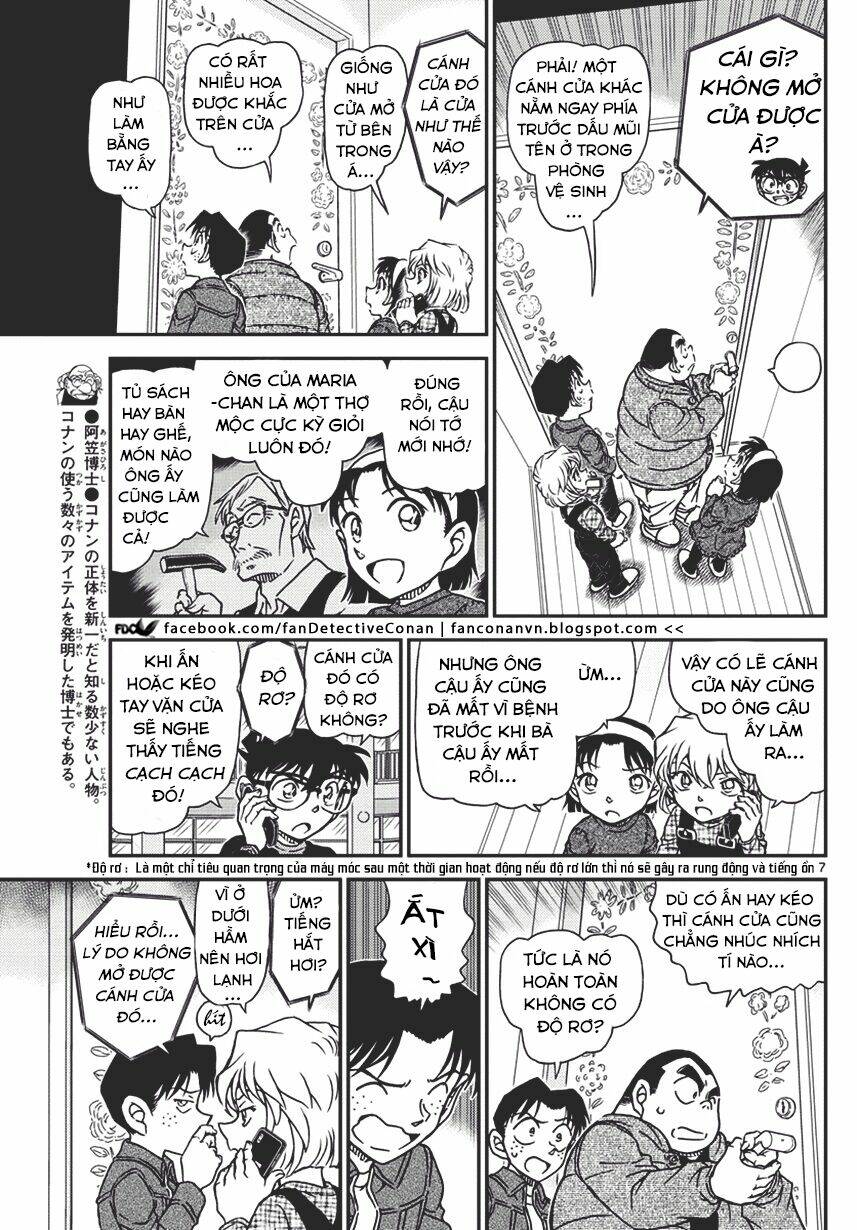 CÁI GÌ?
KHÔNG MỞ
CỬA ĐƯỢC
À?
PHẢI! MỘT
CÁNH CỬA KHÁC
NẰM NGAY PHÍA
TRƯỚC DẤU MŨI
TÊN Ở TRONG
PHÒNG
VỆ SINH
...
CÁNH
CỬA ĐÓ
LÀ CỬA
NHƯ THẾ
NÀO
VẬY?
GIỐNG
NHƯ
CỬA MỞ
TỪ BÊN
TRONG
Á...
CÓ RẤT
NHIỀU HOA
ĐƯỢC KHẮC
TRÊN CỬA
...
NHƯ
LÀM
BẰNG
TAY ẤY
...
ĐÚNG
RỒI, CẬU
NÓI TỚ
MỚI NHỚ!
ÔNG CỦA MARIA
-CHAN LÀ MỘT THỢ
MỘC CỰC KỲ GIỎI
LUÔN ĐÓ!
TỦ SÁCH
HAY BÀN
HAY GHẾ,
MÓN NÀO
ÔNG ẤY
CŨNG LÀM
ĐƯỢC
CẢ!
●阿笠博士●コナンの正体を新一だと知る数少ない人物。
コナンの使う数々のアイテムを発明した博士でもある。
FDC facebook.com/fanDetectiveConan | fanconanvn.blogspot.com <<
VẬY CÓ LẼ CÁNH
CỬA NÀY CŨNG
DO ÔNG CẬU
ẤY LÀM
RA...
ỪM...
NHƯNG ÔNG
CẬU ẤY CŨNG
ĐÃ MẤT VÌ BỆNH
TRƯỚC KHI BÀ
CẬU ẤY MẤT
RỒI...
CÁNH CỬA
ĐÓ CÓ
ĐỘ RƠ
KHÔNG?
ĐỘ
RƠ?
KHI ẤN
HOẶC KÉO
TAY VẶN CỬA
SẼ NGHE
THẤY TIẾNG
CẠCH CẠCH
ĐÓ!
*Độ rơ : Là một chỉ tiêu quan trọng của máy móc sau một thời gian hoạt động nếu độ rơ lớn thì nó sẽ gây ra rung động và tiếng ồn 7
DÙ CÓ ẤN HAY KÉO
THÌ CÁNH CỬA CŨNG
CHẲNG NHÚC NHÍCH
TÍ NÀO...
TỨC LÀ NÓ
HOÀN TOÀN
KHÔNG CÓ
ĐỘ RƠ?
ẮT
XÌ
~
ỬM?
TIẾNG
HẮT
HƠI?
VÌ Ở
DƯỚI
HẦM
NÊN HƠI
LẠNH
...
hít
HIỂU RỒI...
LÝ DO KHÔNG
MỞ ĐƯỢC
CÁNH CỬA
ĐÓ...